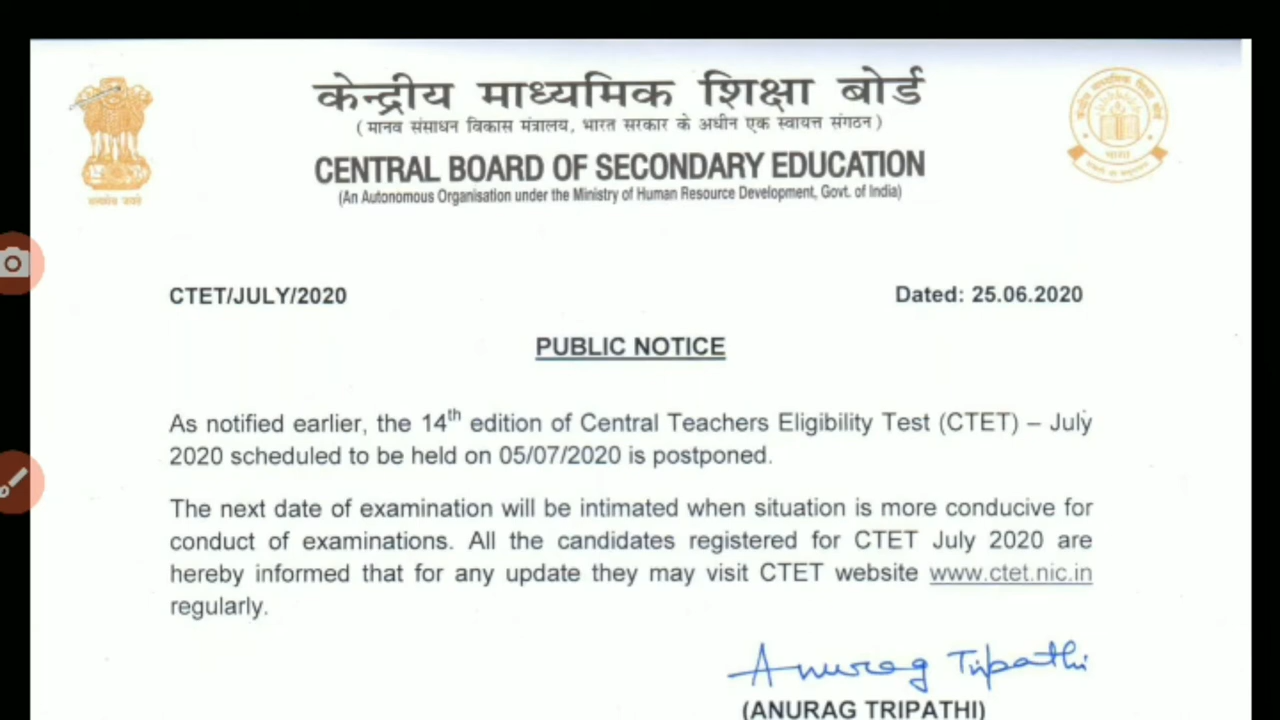 केन्द्रीय माध्यमिक शिक्षा बोर्ड
(मानव संसाधन विकास मंत्रालय, भारत सरकार के अधीन एक स्वायत्त संगठन)
CENTRAL BOARD OF SECONDARY EDUCATION
(An Autonomous Organisation under the Ministry of Human Resource Development, Govt. of India)
सत्यमेव जयते
भारत
CTET/JULY/2020 Dated: 25.06.2020
PUBLIC NOTICE
As notified earlier, the 14th edition of Central Teachers Eligibility Test (CTET) – July
2020 scheduled to be held on 05/07/2020 is postponed.
The next date of examination will be intimated when situation is more conducive for
conduct of examinations. All the candidates registered for CTET July 2020 are
hereby informed that for any update they may visit CTET website www.ctet.nic.in
regularly.
Anurag Tripathi
(ANURAG TRIPATHI)